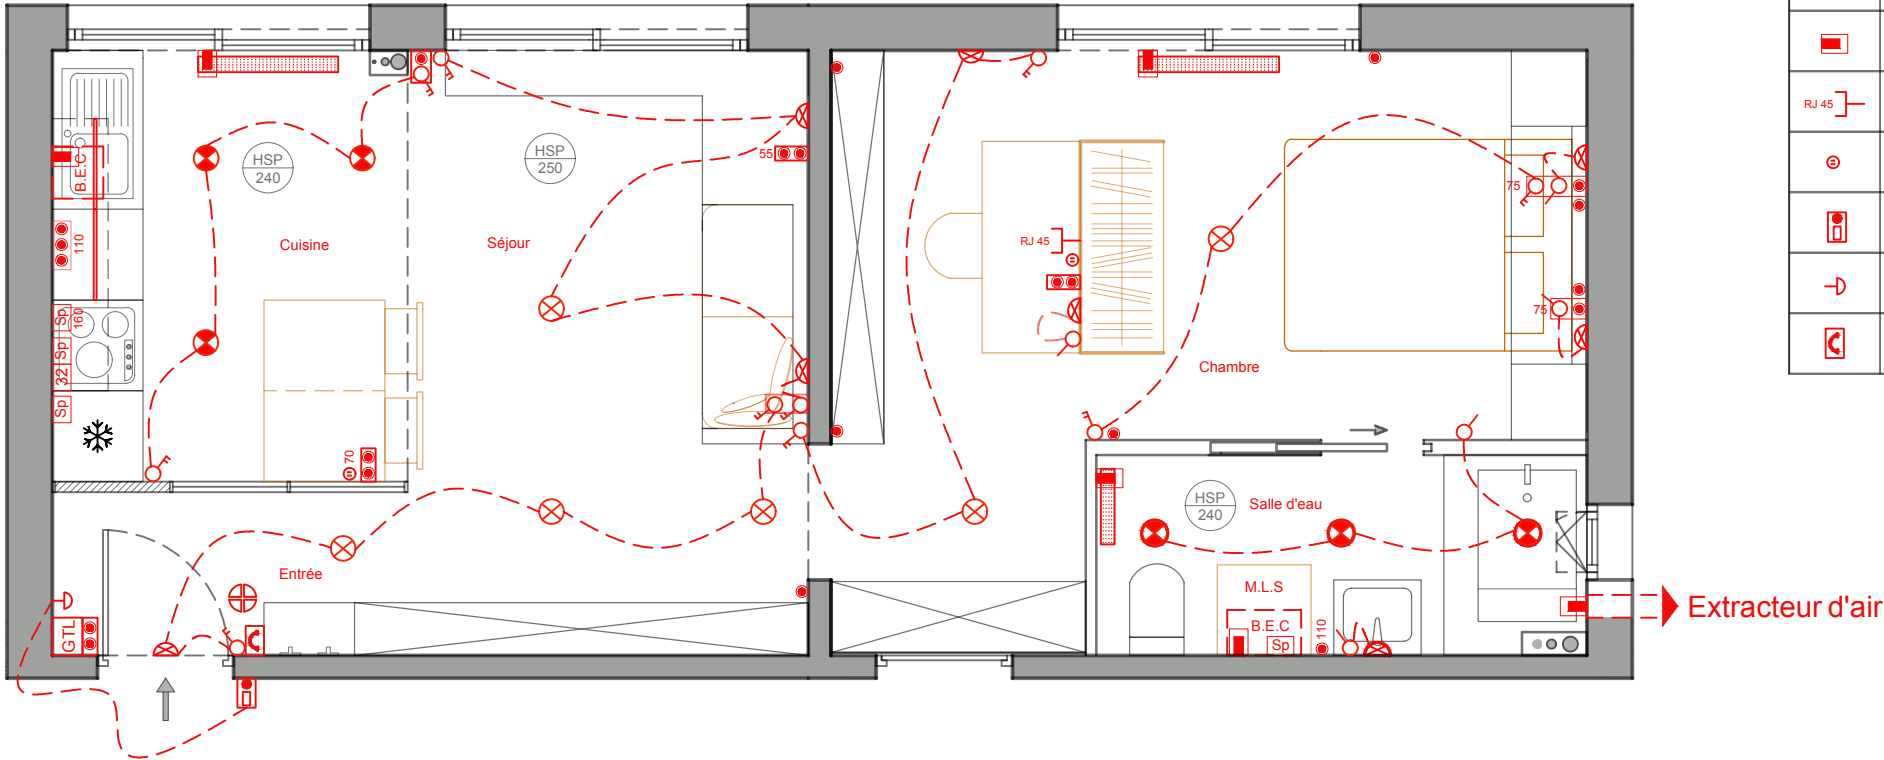 HSP
240
HSP
250
B.E.C
55
110
Cuisine
Séjour
RJ 45
75
75
Sp
160
Sp
32
Sp
70
Chambre
HSP
240
Salle d'eau
Entrée
M.L.S
B.E.C
Sp
110
GTL
Extracteur d'air
RJ 45